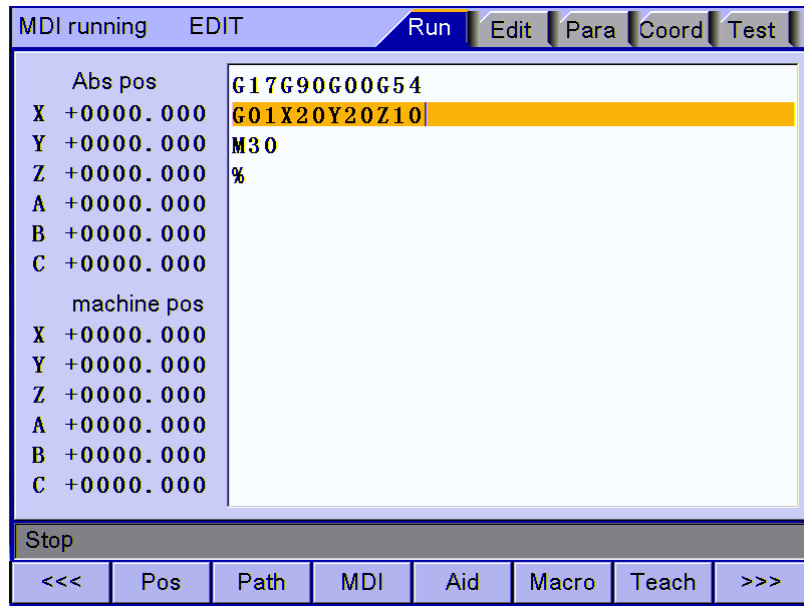 MDI running EDIT Run Edit Para Coord Test
Abs pos
X +0000.000
Y +0000.000
Z +0000.000
A +0000.000
B +0000.000
C +0000.000
machine pos
X +0000.000
Y +0000.000
Z +0000.000
A +0000.000
B +0000.000
C +0000.000
G17G90G00G54
G01X20Y20Z10
M30
%
Stop
<<< Pos Path MDI Aid Macro Teach >>>